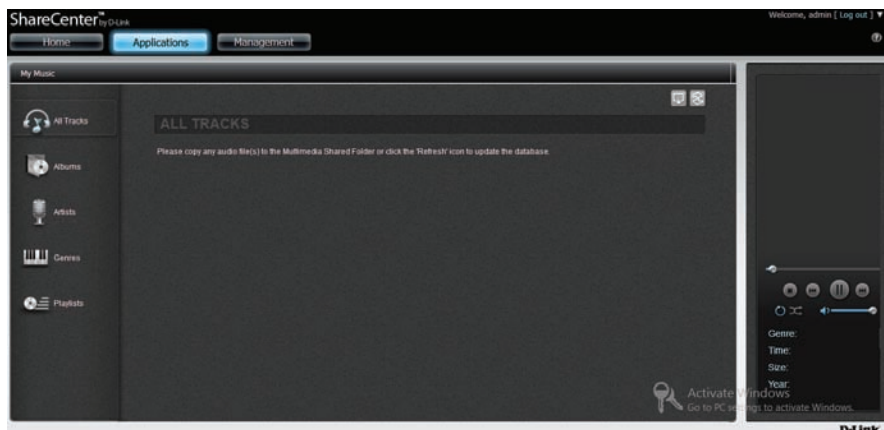 ShareCenter™ by D-Link
Welcome, admin [ Log out ]
Home
Applications
Management
My Music
All Tracks
Albums
Artists
Genres
Playlists
ALL TRACKS
Please copy any audio file(s) to the Multimedia Shared Folder or click the 'Refresh' icon to update the database.
Genre:
Time:
Size:
Year:
Activate Windows
Go to PC settings to activate Windows.
D-Link